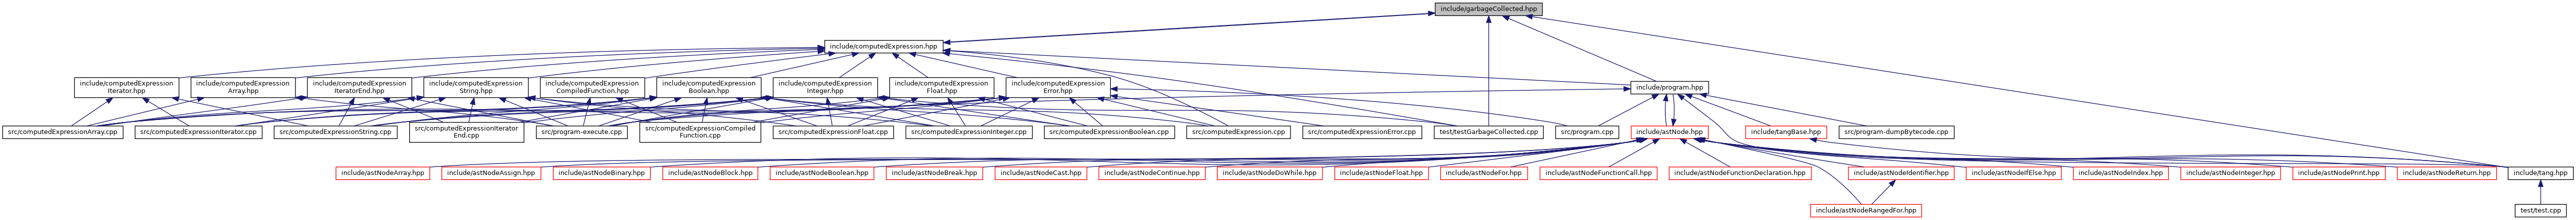 include/garbageCollected.hpp
include/computedExpression.hpp
include/computedExpression
Iterator.hpp
include/computedExpression
Array.hpp
include/computedExpression
IteratorEnd.hpp
include/computedExpression
String.hpp
include/computedExpression
CompiledFunction.hpp
include/computedExpression
Boolean.hpp
include/computedExpression
Integer.hpp
include/computedExpression
Float.hpp
include/computedExpression
Error.hpp
include/program.hpp
src/computedExpressionArray.cpp
src/computedExpressionIterator.cpp
src/computedExpressionString.cpp
src/computedExpressionIterator
End.cpp
src/program-execute.cpp
src/computedExpressionCompiled
Function.cpp
src/computedExpressionFloat.cpp
src/computedExpressionInteger.cpp
src/computedExpressionBoolean.cpp
src/computedExpression.cpp
src/computedExpressionError.cpp
test/testGarbageCollected.cpp
src/program.cpp
include/astNode.hpp
include/tangBase.hpp
src/program-dumpBytecode.cpp
include/astNodeArray.hpp
include/astNodeAssign.hpp
include/astNodeBinary.hpp
include/astNodeBlock.hpp
include/astNodeBoolean.hpp
include/astNodeBreak.hpp
include/astNodeCast.hpp
include/astNodeContinue.hpp
include/astNodeDoWhile.hpp
include/astNodeFloat.hpp
include/astNodeFor.hpp
include/astNodeFunctionCall.hpp
include/astNodeFunctionDeclaration.hpp
include/astNodeIdentifier.hpp
include/astNodeIfElse.hpp
include/astNodeIndex.hpp
include/astNodeInteger.hpp
include/astNodePrint.hpp
include/astNodeReturn.hpp
include/tang.hpp
include/astNodeRangedFor.hpp
test/test.cpp